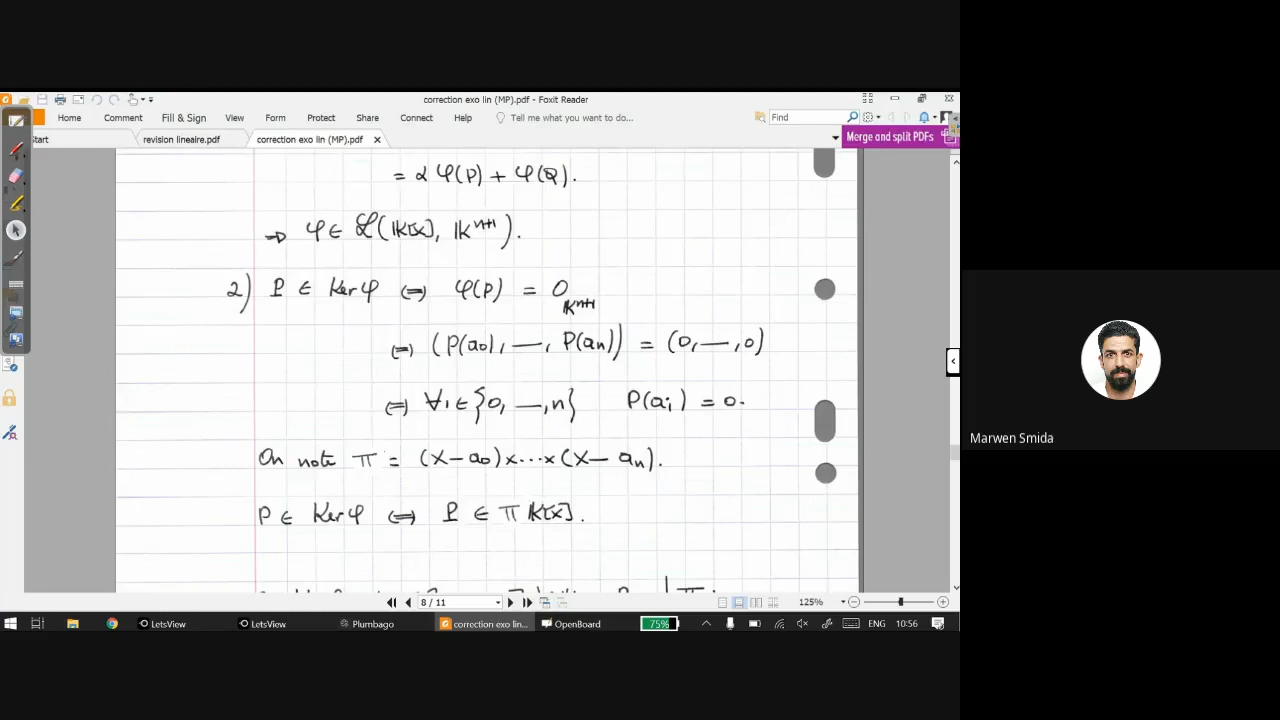 correction exo lin (MP).pdf - Foxit Reader
Home Comment Fill & Sign View Form Protect Share Connect Help Tell me what you want to do... Find
Start revision lineaire.pdf correction exo lin (MP).pdf Merge and split PDFs
= α φ(P) + φ(Q).
⇒ φ ∈ ℒ(𝕂[X], 𝕂ⁿ⁺¹).
2) P ∈ Ker φ ⇔ φ(P) = 0_𝕂ⁿ⁺¹
⇔ (P(a₀), —, P(aₙ)) = (0, —, 0)
⇔ ∀i ∈ {0, —, n} P(aᵢ) = 0.
On note π = (X - a₀)×...×(X - aₙ).
P ∈ Ker φ ⇔ P ∈ π 𝕂[X].
Marwen Smida
8 / 11 125%
LetsView LetsView Plumbago correction exo lin... OpenBoard 75% ENG 10:56